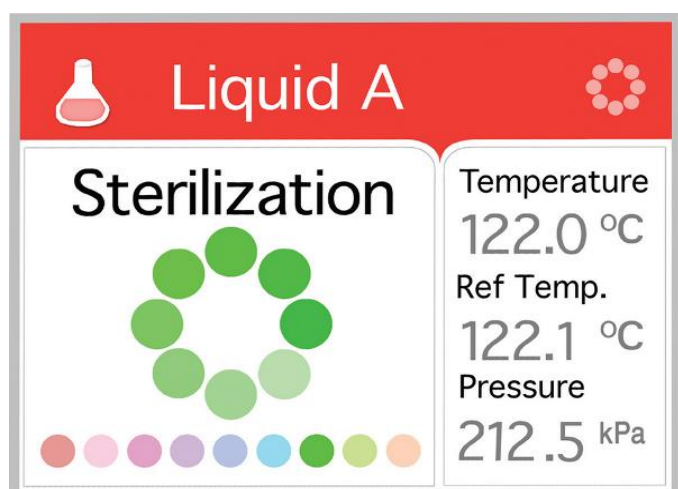 Liquid A
Sterilization
Temperature
122.0 °C
Ref Temp.
122.1 °C
Pressure
212.5 kPa